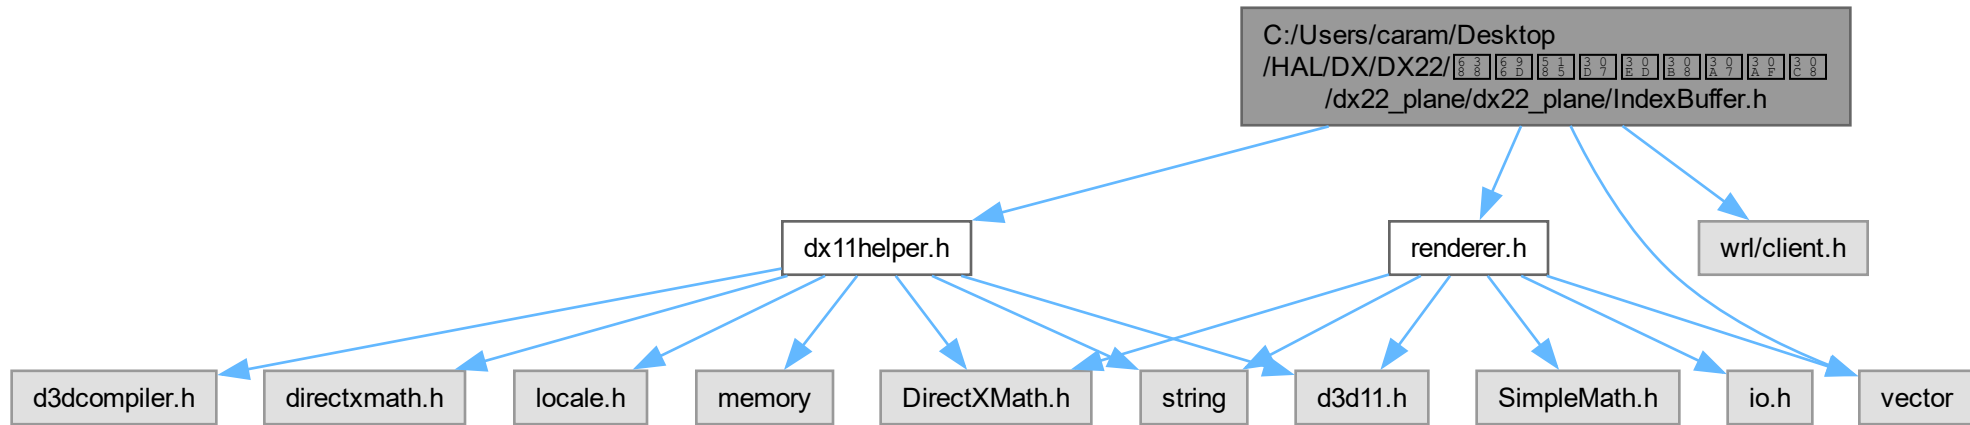 C:/Users/caram/Desktop
/HAL/DX/DX22/
/dx22_plane/dx22_plane/IndexBuffer.h
dx11helper.h
renderer.h
wrl/client.h
d3dcompiler.h
directxmath.h
locale.h
memory
DirectXMath.h
string
d3d11.h
SimpleMath.h
io.h
vector